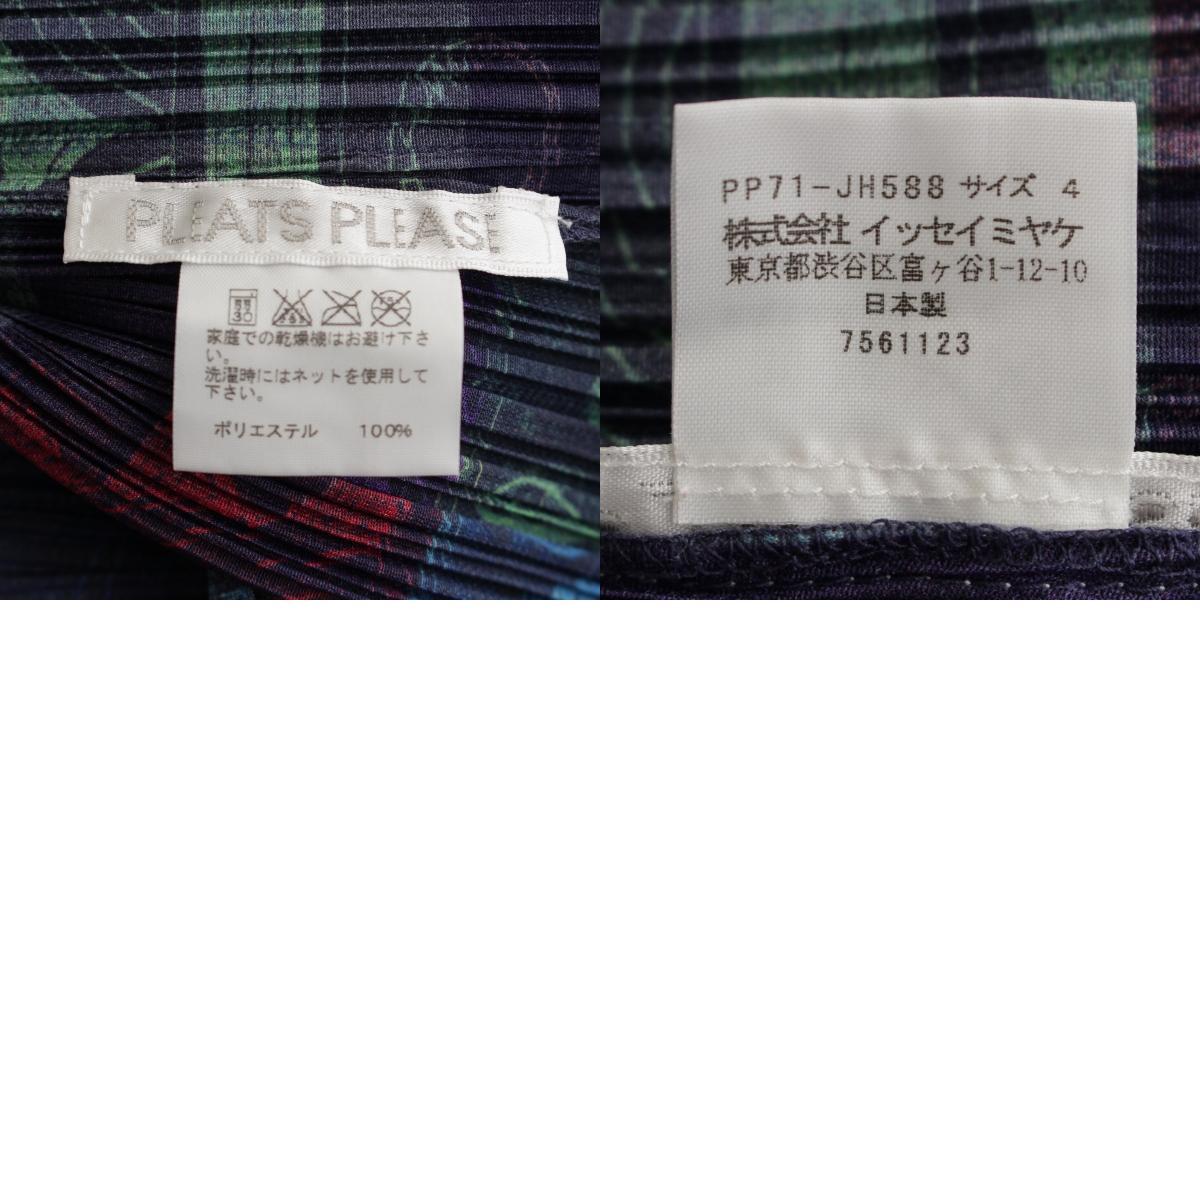 PLEATS PLEASE
30
家庭での乾燥機はお避け下さ
い。
洗濯時にはネットを使用して
下さい。
ポリエステル 100%
PP71-JH588 サイズ 4
株式会社 イッセイミヤケ
東京都渋谷区富ヶ谷1-12-10
日本製
7561123